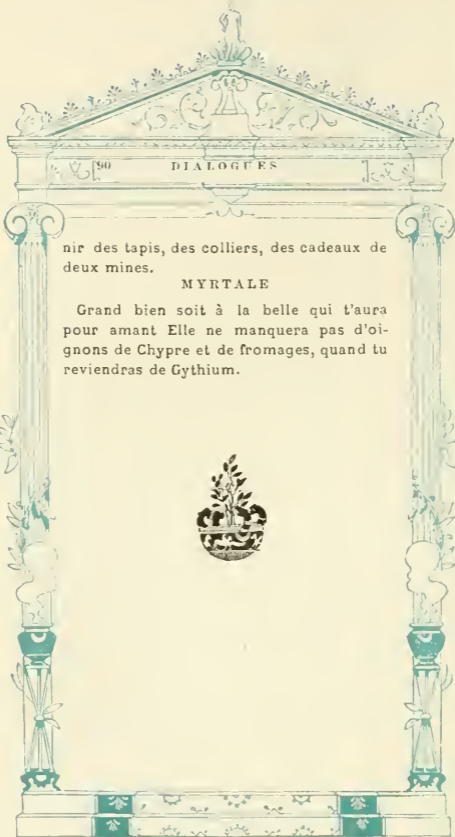 90
DIALOGUES
nir des tapis, des colliers, des cadeaux de
deux mines.
MYRTALE
Grand bien soit à la belle qui t'aura
pour amant Elle ne manquera pas d'oi-
gnons de Chypre et de fromages, quand tu
reviendras de Gythium.